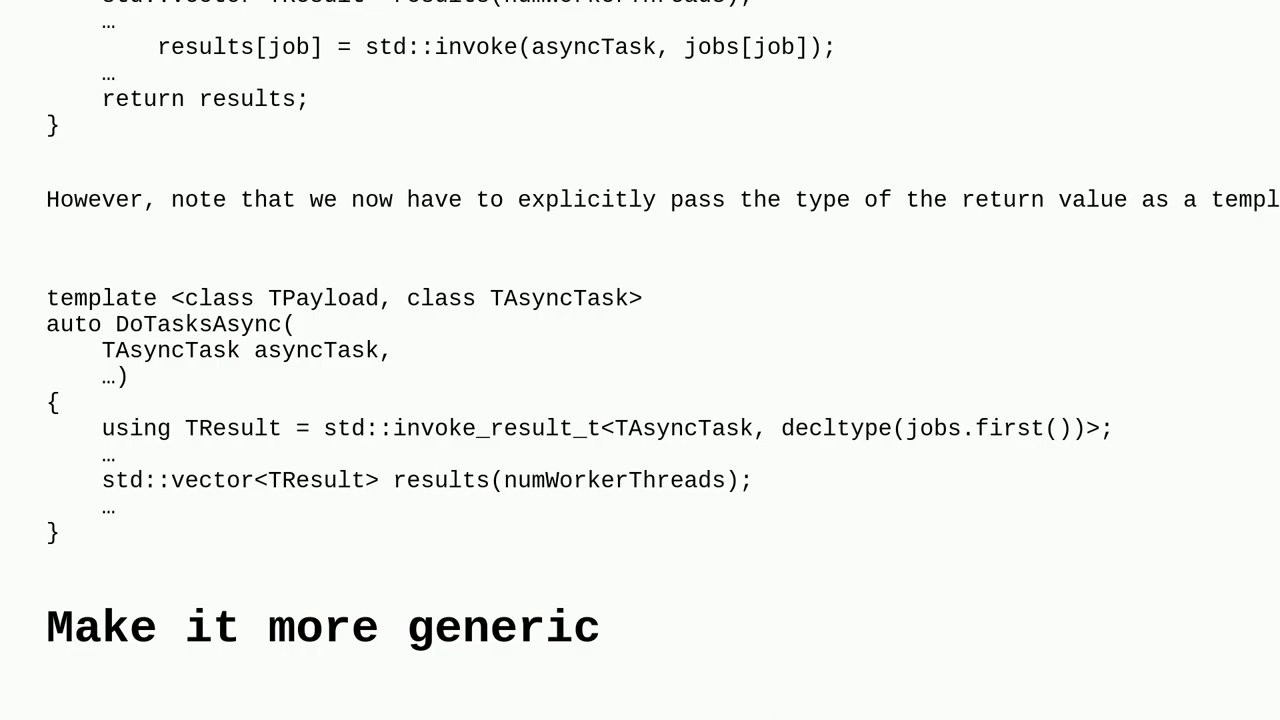 …
results[job] = std::invoke(asyncTask, jobs[job]);
…
return results;
}
However, note that we now have to explicitly pass the type of the return value as a templ
template <class TPayload, class TAsyncTask>
auto DoTasksAsync(
TAsyncTask asyncTask,
…)
{
using TResult = std::invoke_result_t<TAsyncTask, decltype(jobs.first())>;
…
std::vector<TResult> results(numWorkerThreads);
…
}
Make it more generic